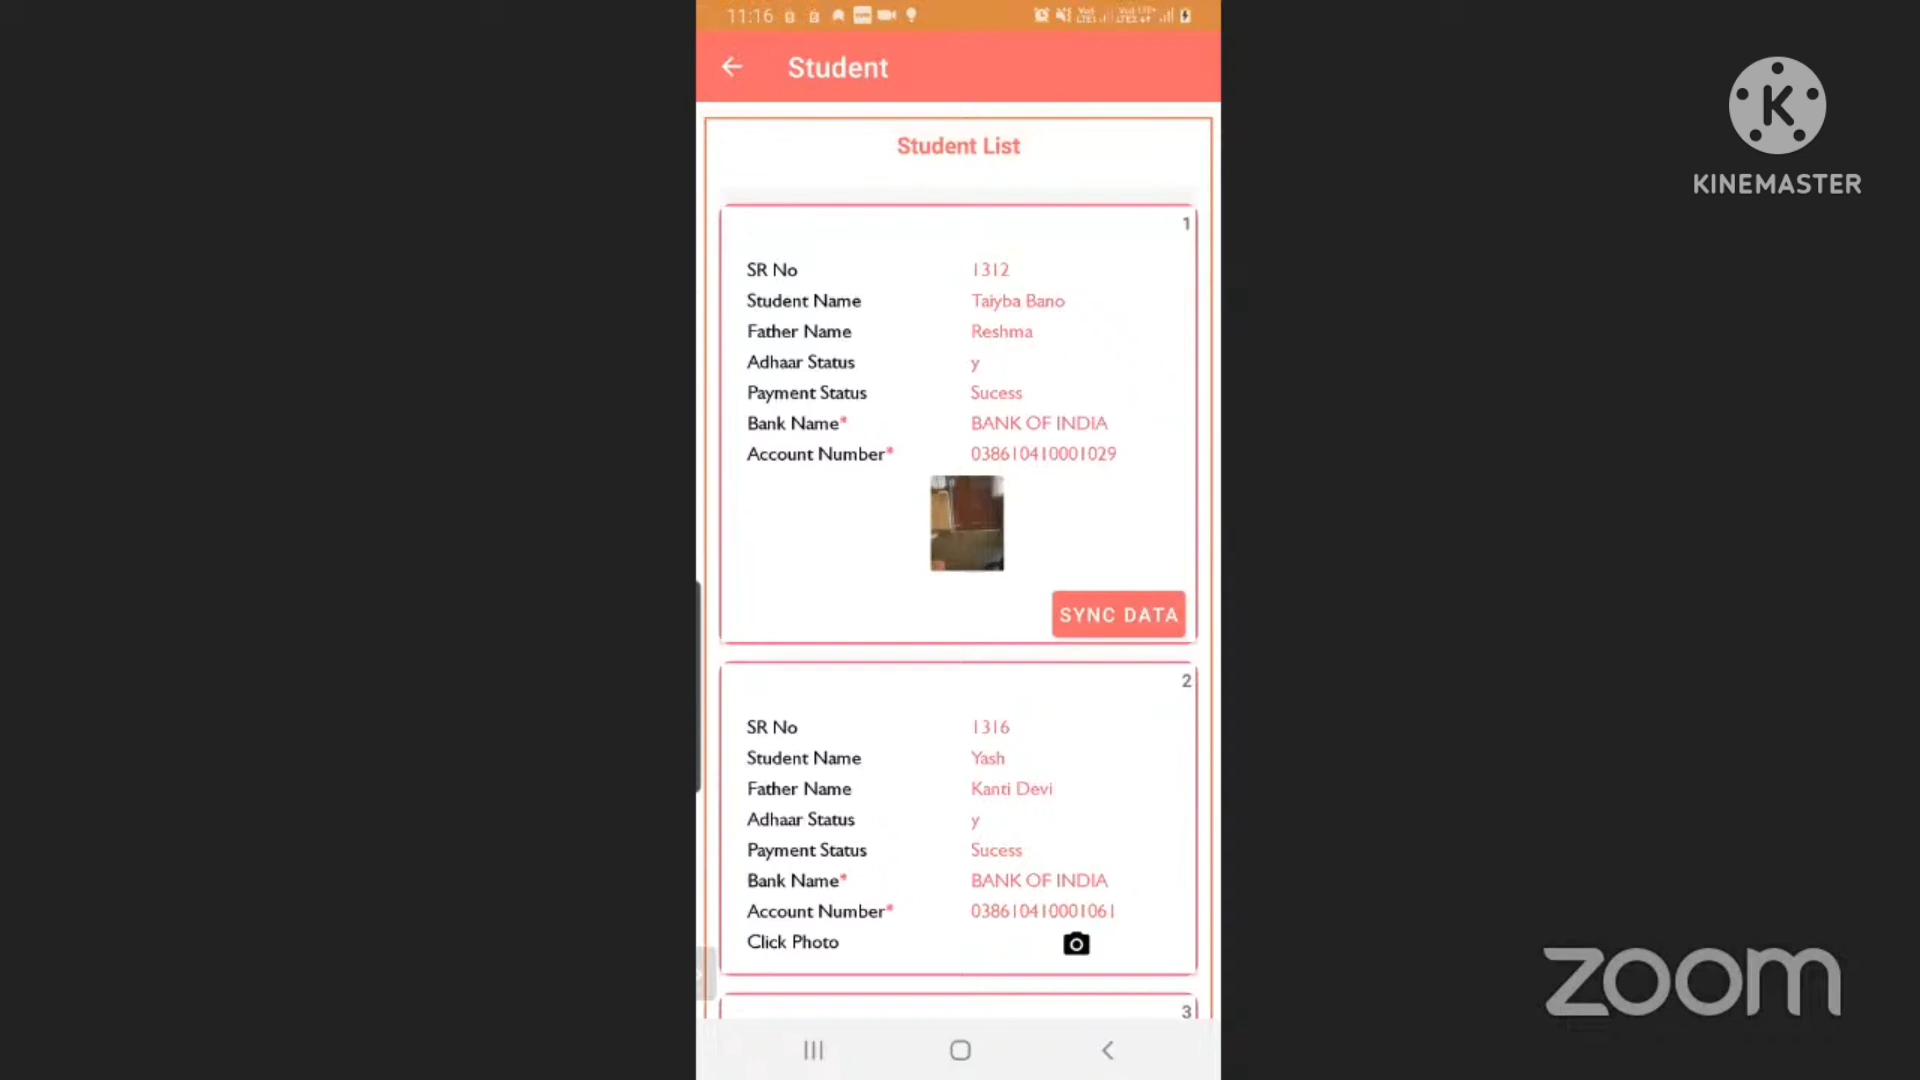 11:16
Student
Student List
1
SR No 1312
Student Name Taiyba Bano
Father Name Reshma
Adhaar Status y
Payment Status Sucess
Bank Name* BANK OF INDIA
Account Number* 038610410001029
SYNC DATA
2
SR No 1316
Student Name Yash
Father Name Kanti Devi
Adhaar Status y
Payment Status Sucess
Bank Name* BANK OF INDIA
Account Number* 038610410001061
Click Photo
3
K
KINEMASTER
zoom